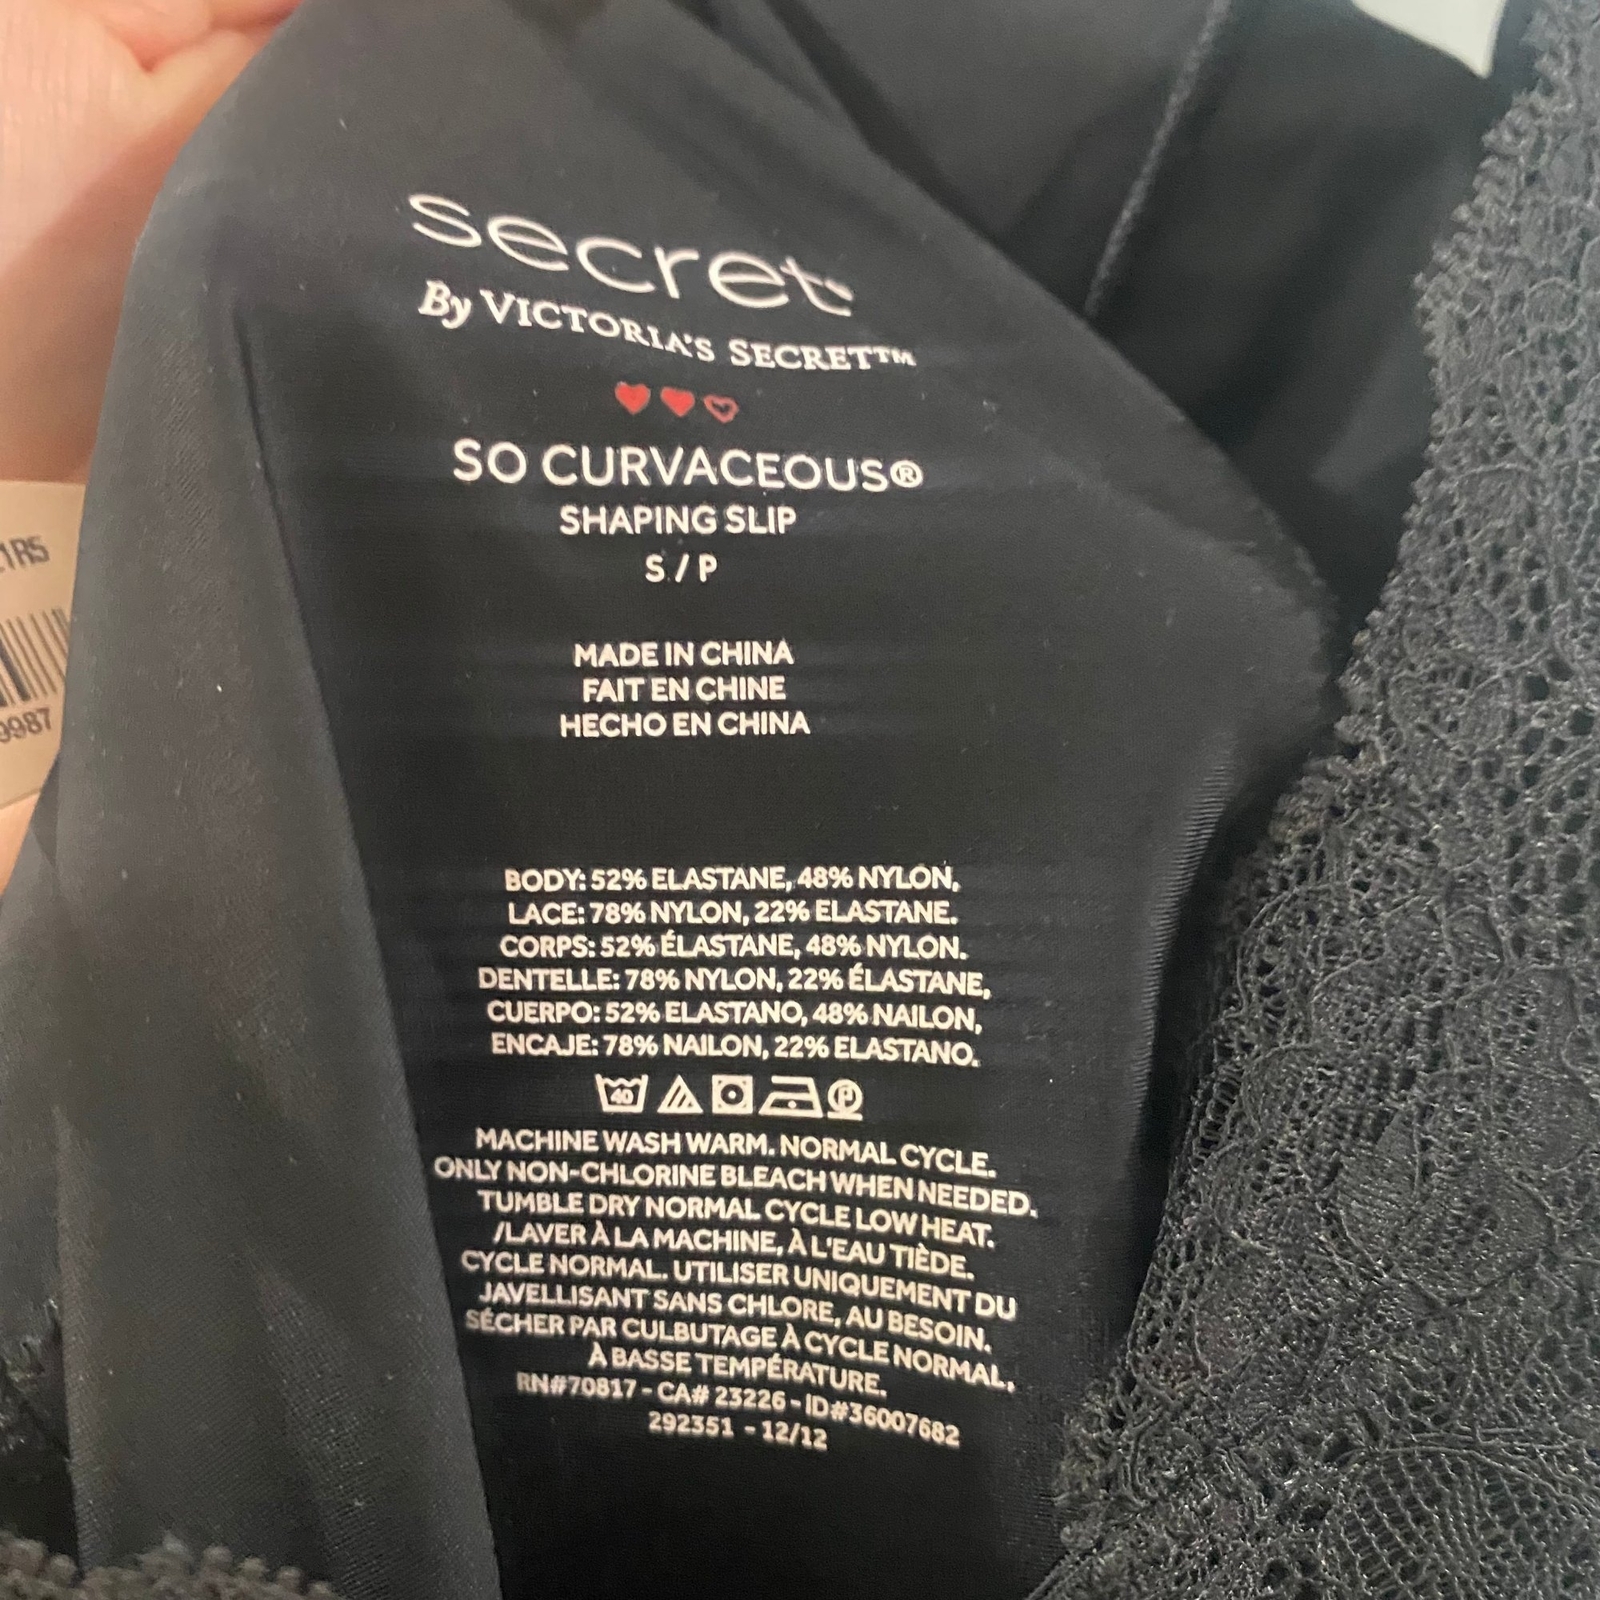 secret
By VICTORIA'S SECRET™
SO CURVACEOUS®
SHAPING SLIP
S / P
MADE IN CHINA
FAIT EN CHINE
HECHO EN CHINA
BODY: 52% ELASTANE, 48% NYLON,
LACE: 78% NYLON, 22% ELASTANE.
CORPS: 52% ÉLASTANE, 48% NYLON.
DENTELLE: 78% NYLON, 22% ÉLASTANE,
CUERPO: 52% ELASTANO, 48% NAILON,
ENCAJE: 78% NAILON, 22% ELASTANO.
40 P
MACHINE WASH WARM. NORMAL CYCLE.
ONLY NON-CHLORINE BLEACH WHEN NEEDED.
TUMBLE DRY NORMAL CYCLE LOW HEAT.
/LAVER À LA MACHINE, À L'EAU TIÈDE.
CYCLE NORMAL. UTILISER UNIQUEMENT DU
JAVELLISANT SANS CHLORE, AU BESOIN.
SÉCHER PAR CULBUTAGE À CYCLE NORMAL,
À BASSE TEMPÉRATURE.
RN#70817 - CA# 23226 - ID#36007682
292351 - 12/12
1R5
9987